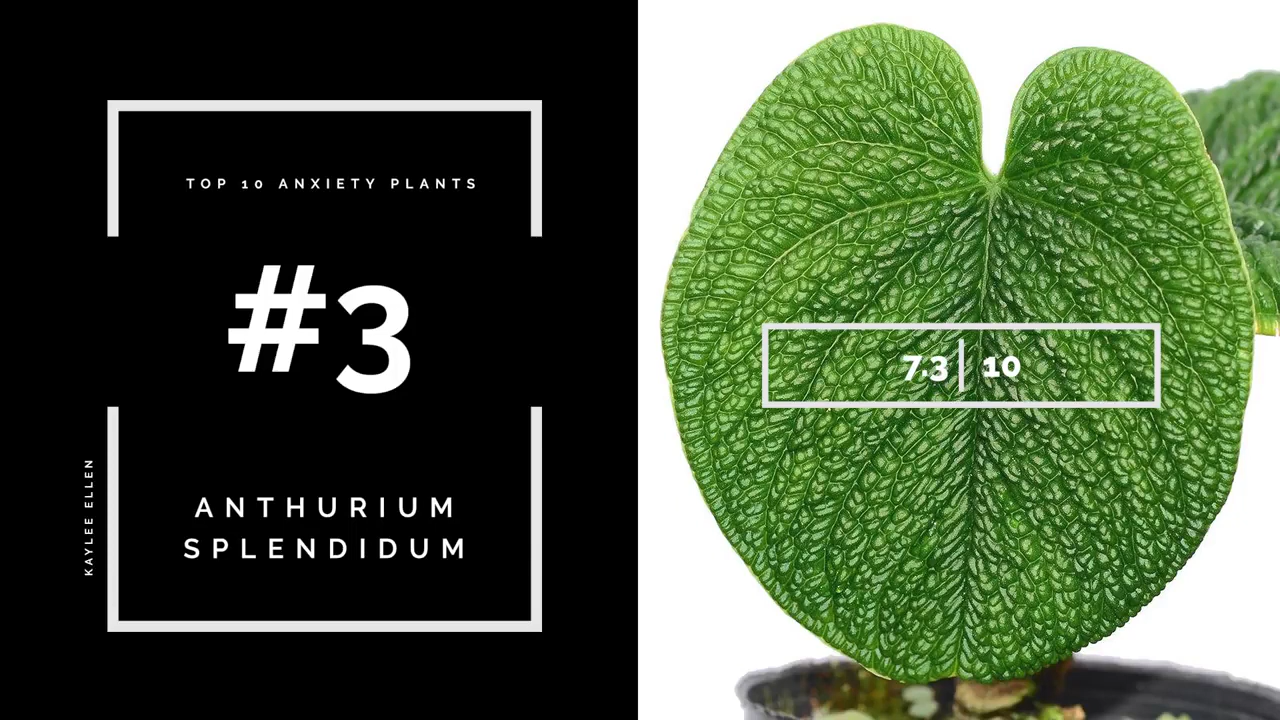 TOP 10 ANXIETY PLANTS
#3
KAYLEE ELLEN
ANTHURIUM
SPLENDIDUM
7.3 | 10